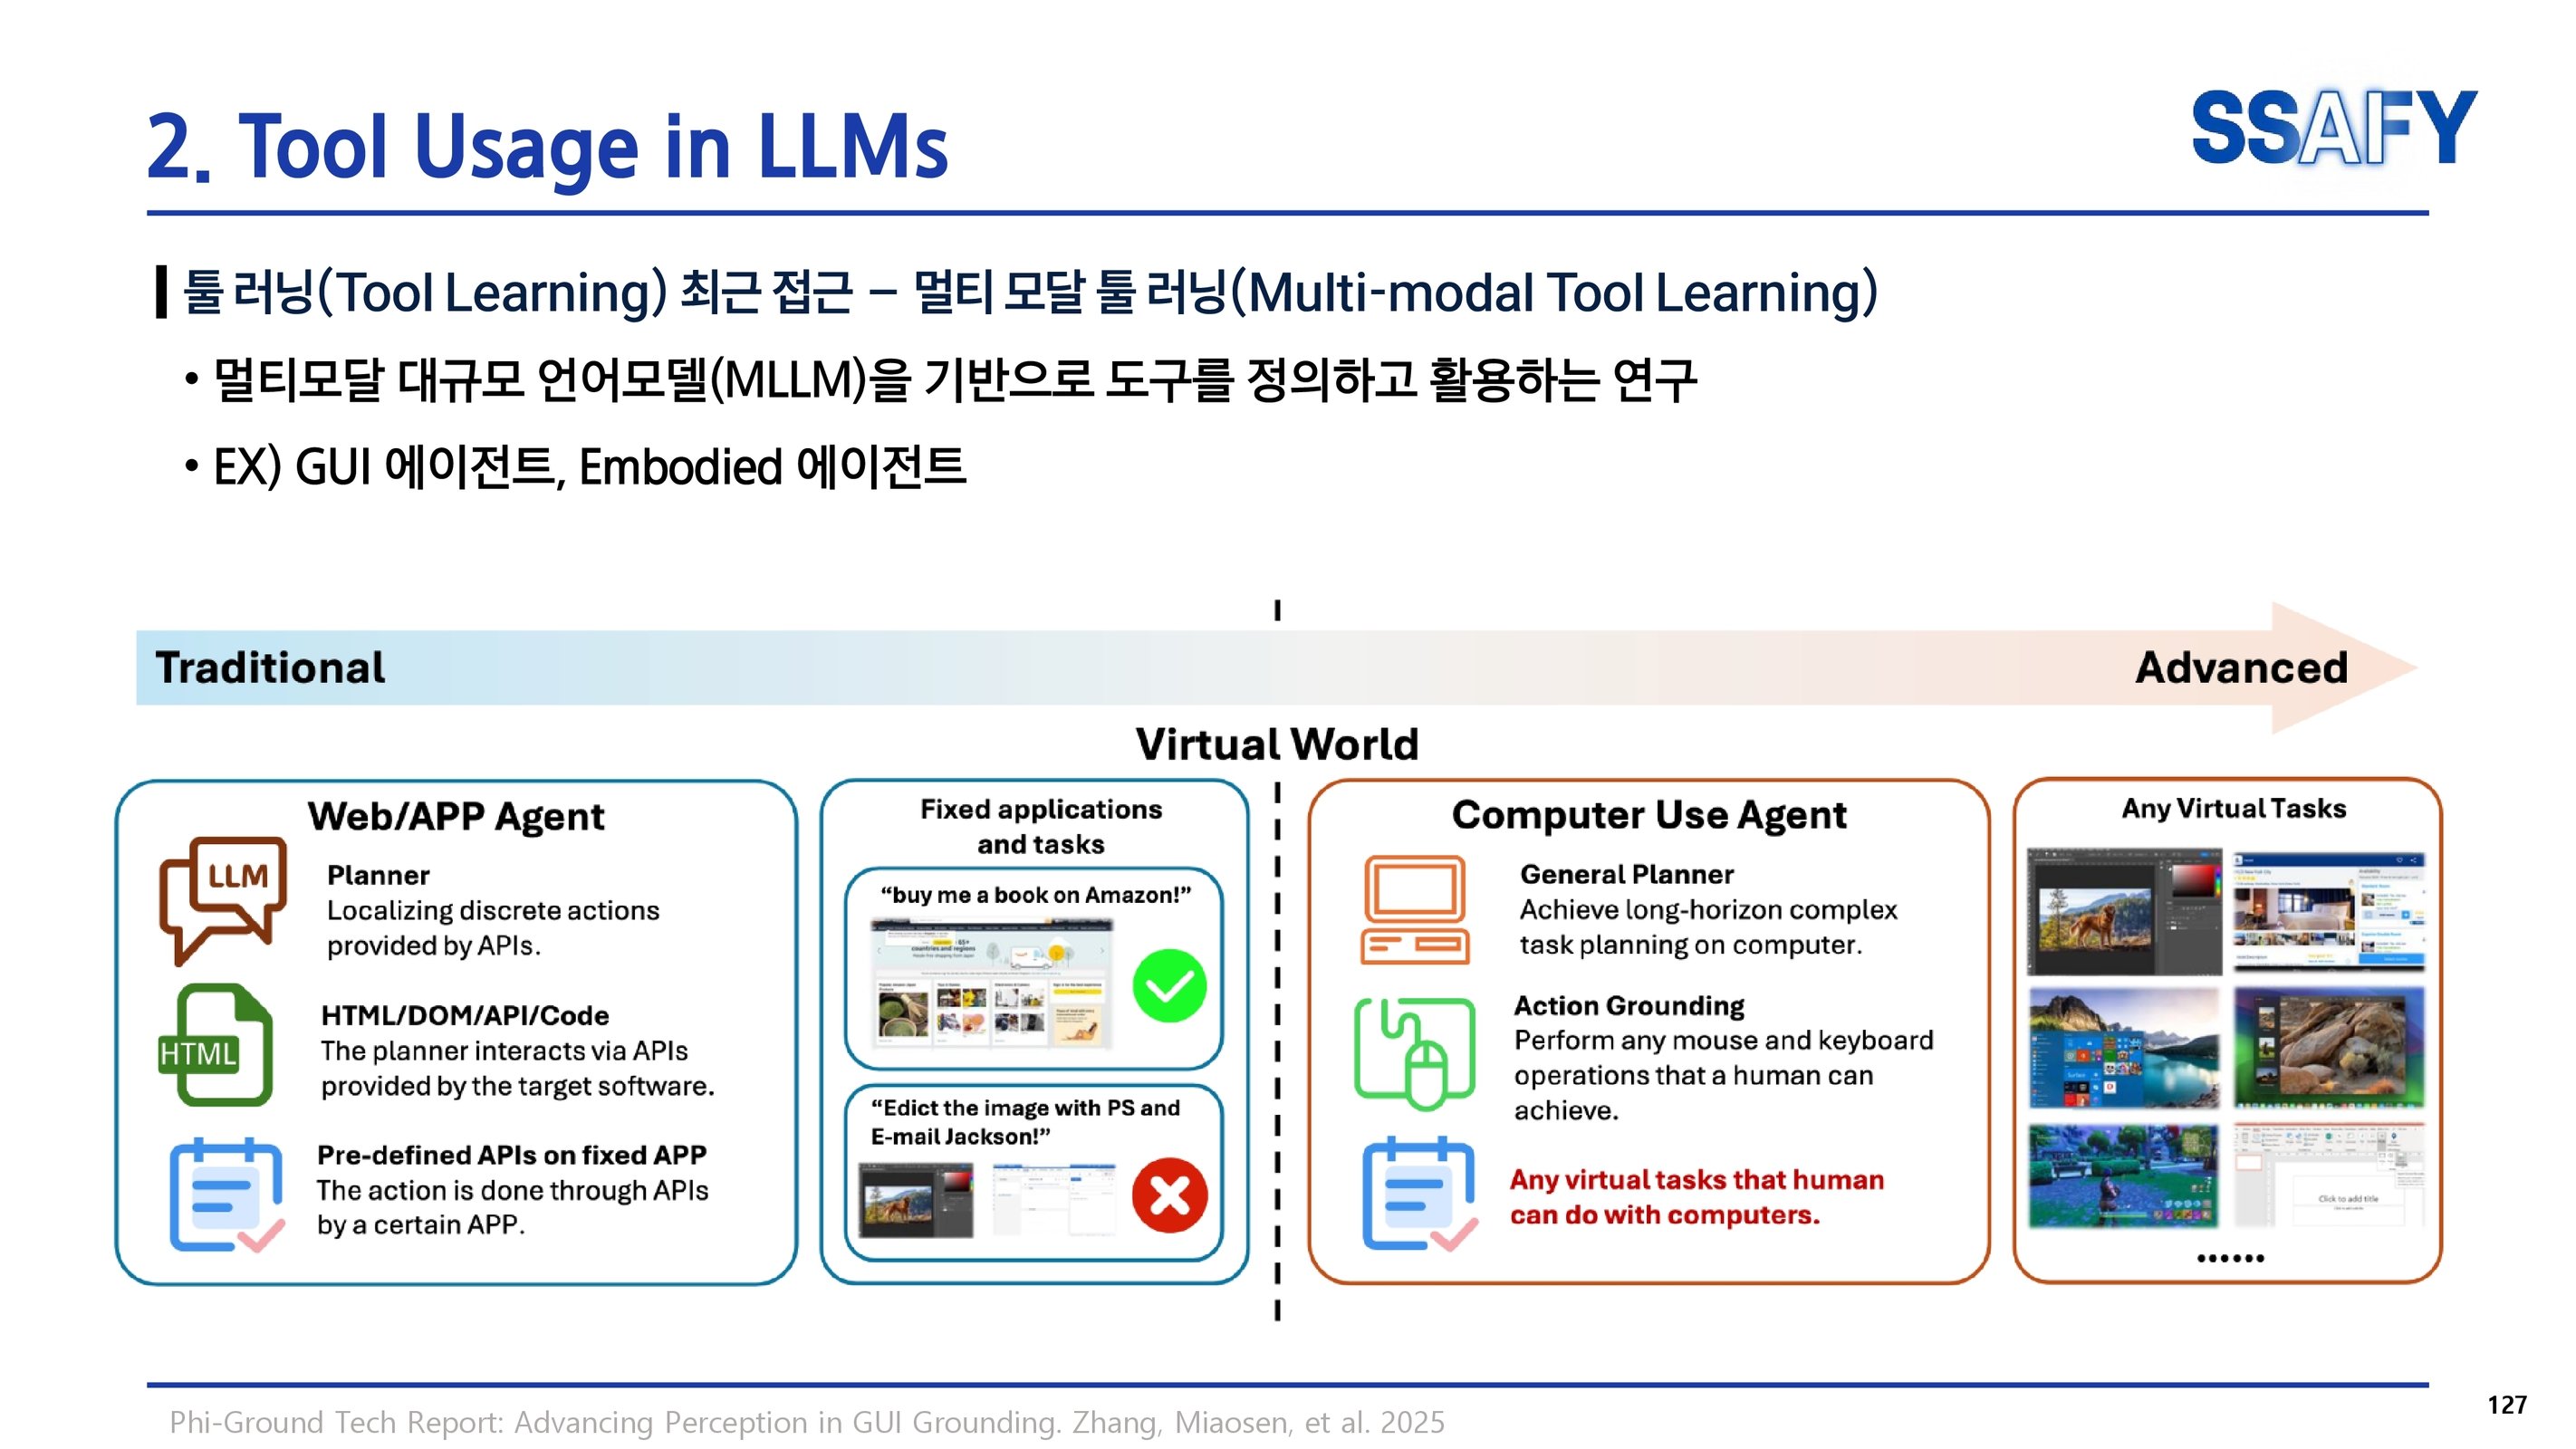 2. Tool Usage in LLMs
SSAFY
툴 러닝(Tool Learning) 최근 접근 – 멀티 모달 툴 러닝(Multi-modal Tool Learning)
• 멀티모달 대규모 언어모델(MLLM)을 기반으로 도구를 정의하고 활용하는 연구
• EX) GUI 에이전트, Embodied 에이전트
Traditional
Advanced
Virtual World
Web/APP Agent
LLM
Planner
Localizing discrete actions
provided by APIs.
HTML
HTML/DOM/API/Code
The planner interacts via APIs
provided by the target software.
Pre-defined APIs on fixed APP
The action is done through APIs
by a certain APP.
Fixed applications
and tasks
“buy me a book on Amazon!”
countries and regions
“Edict the image with PS and
E-mail Jackson!”
Computer Use Agent
General Planner
Achieve long-horizon complex
task planning on computer.
Action Grounding
Perform any mouse and keyboard
operations that a human can
achieve.
Any virtual tasks that human
can do with computers.
Any Virtual Tasks
Click to add title
......
Phi-Ground Tech Report: Advancing Perception in GUI Grounding. Zhang, Miaosen, et al. 2025
127